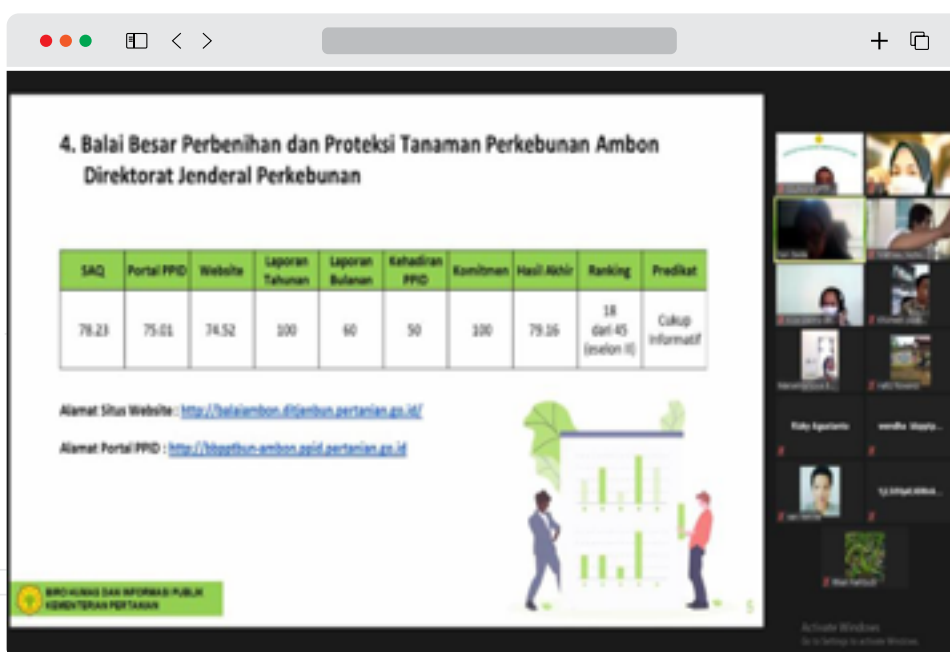 4. Balai Besar Perbenihan dan Proteksi Tanaman Perkebunan Ambon
Direktorat Jenderal Perkebunan
SAQ Portal PPID Website Laporan Tahunan Laporan Bulanan Kehadiran PPID Komitmen Hasil Akhir Ranking Predikat
78.23 75.01 74.52 100 60 50 100 79.16 18 dari 45 (eselon II) Cukup Informatif
Alamat Situs Website : http://balaiambon.ditjenbun.pertanian.go.id/
Alamat Portal PPID : http://bbpptbun-ambon.ppid.pertanian.go.id
BIRO HUMAS DAN INFORMASI PUBLIK
KEMENTERIAN PERTANIAN
5
Rizky Agustanto
Activate Windows
Go to Settings to activate Windows.